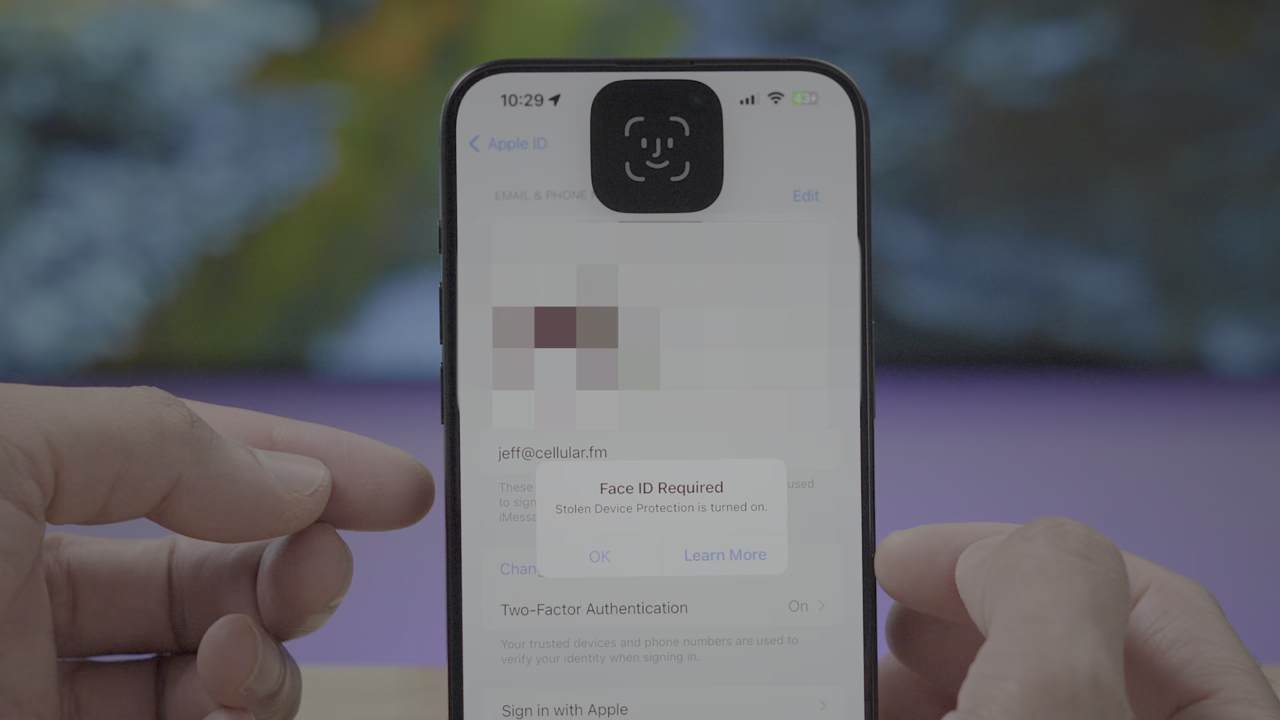 10:29
43
Apple ID
EMAIL & PHONE
Edit
jeff@cellular.fm
These used
to sign
iMessa
Face ID Required
Stolen Device Protection is turned on.
OK Learn More
Chang
Two-Factor Authentication On
Your trusted devices and phone numbers are used to
verify your identity when signing in.
Sign in with Apple